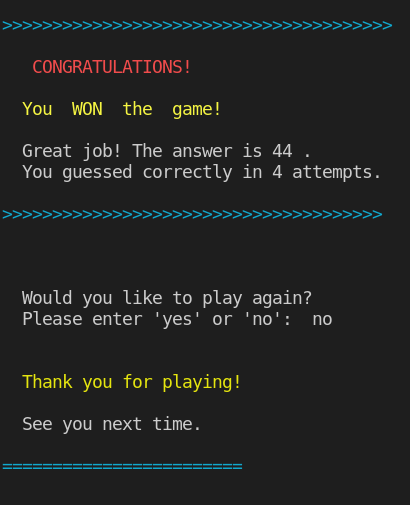 >>>>>>>>>>>>>>>>>>>>>>>>>>>>>>>>>>>>>>>
CONGRATULATIONS!
You  WON  the  game!
Great job! The answer is 44 .
You guessed correctly in 4 attempts.
>>>>>>>>>>>>>>>>>>>>>>>>>>>>>>>>>>>>>>
Would you like to play again?
Please enter 'yes' or 'no':  no
Thank you for playing!
See you next time.
========================